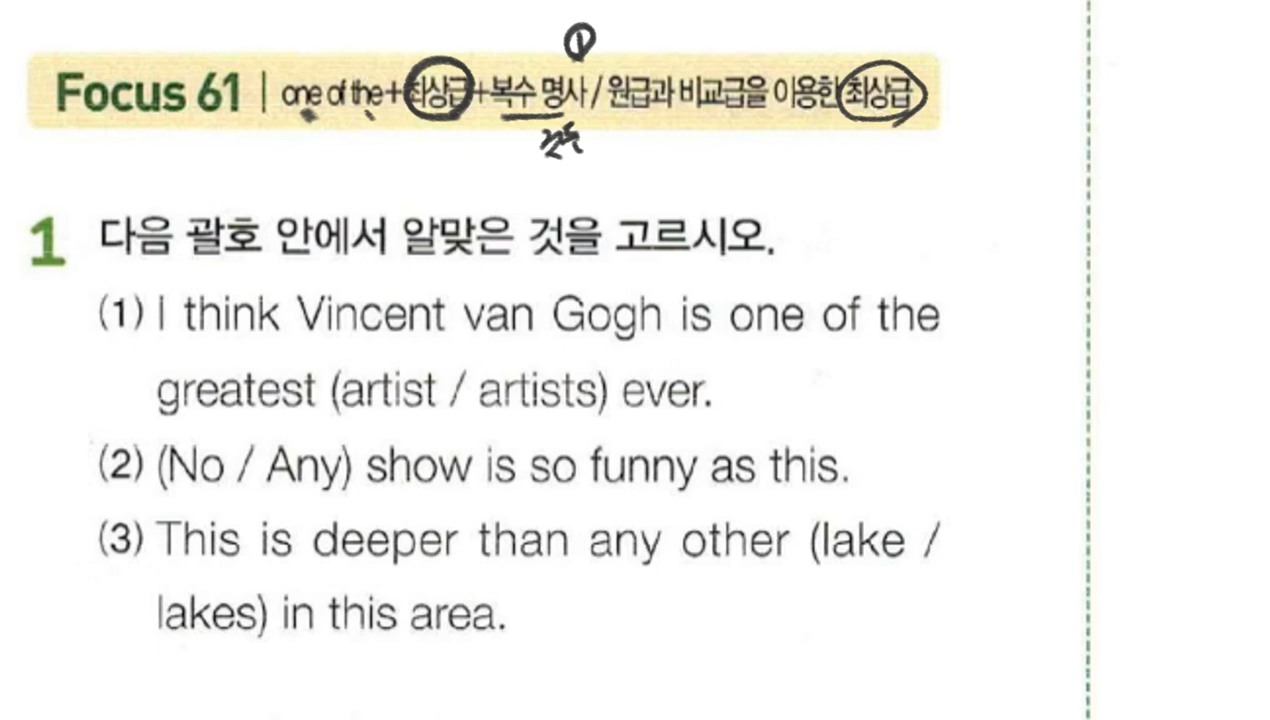 ①
Focus 61 | one of the+최상급+복수 명사 / 원급과 비교급을 이용한 최상급
1 다음 괄호 안에서 알맞은 것을 고르시오.
(1) I think Vincent van Gogh is one of the
greatest (artist / artists) ever.
(2) (No / Any) show is so funny as this.
(3) This is deeper than any other (lake /
lakes) in this area.